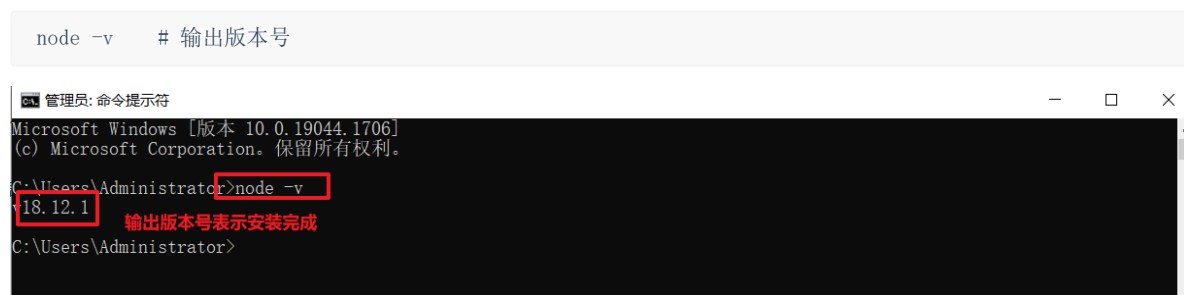 node -v    # 输出版本号
管理员: 命令提示符
Microsoft Windows [版本 10.0.19044.1706]
(c) Microsoft Corporation。保留所有权利。
C:\Users\Administrator>node -v
v18.12.1
输出版本号表示安装完成
C:\Users\Administrator>